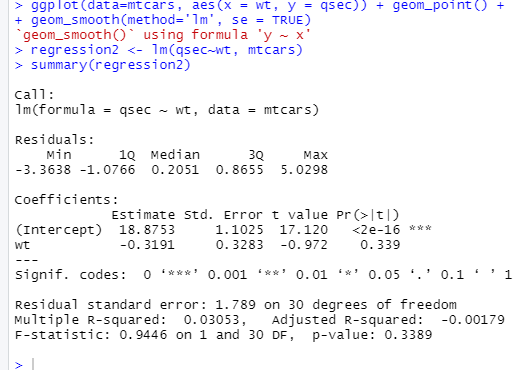 > ggplot(data=mtcars, aes(x = wt, y = qsec)) + geom_point() +
+ geom_smooth(method='lm', se = TRUE)
`geom_smooth()` using formula 'y ~ x'
> regression2 <- lm(qsec~wt, mtcars)
> summary(regression2)

Call:
lm(formula = qsec ~ wt, data = mtcars)

Residuals:
    Min      1Q  Median      3Q     Max
-3.3638 -1.0766  0.2051  0.8655  5.0298

Coefficients:
            Estimate Std. Error t value Pr(>|t|)
(Intercept)  18.8753     1.1025  17.120   <2e-16 ***
wt           -0.3191     0.3283  -0.972    0.339
---
Signif. codes:  0 ‘***’ 0.001 ‘**’ 0.01 ‘*’ 0.05 ‘.’ 0.1 ‘ ’ 1

Residual standard error: 1.789 on 30 degrees of freedom
Multiple R-squared:  0.03053,   Adjusted R-squared:  -0.00179
F-statistic: 0.9446 on 1 and 30 DF,  p-value: 0.3389

>